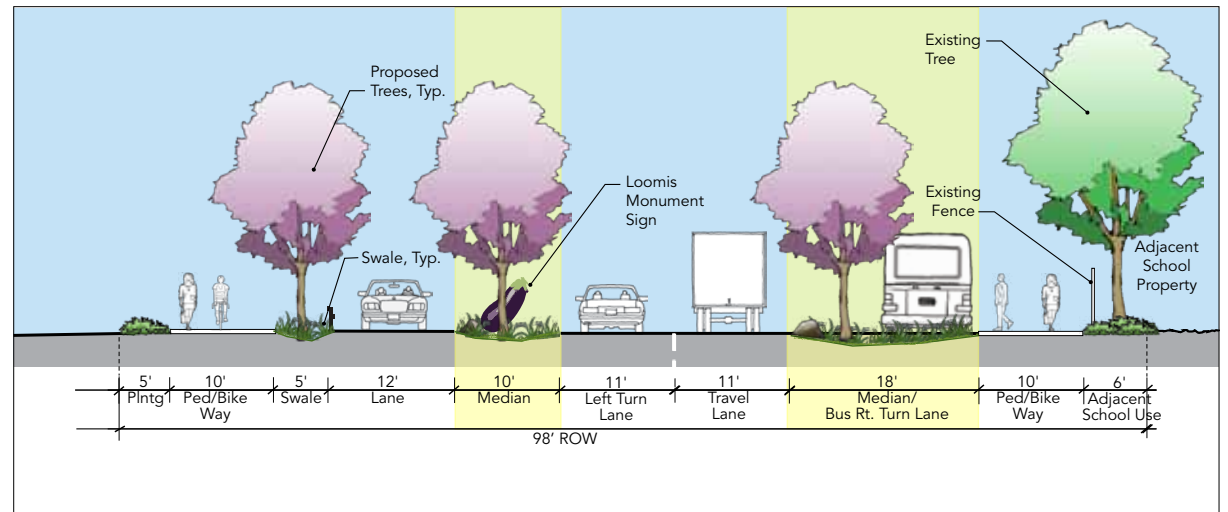 Proposed
Trees, Typ.
Existing
Tree
Loomis
Monument
Sign
Existing
Fence
Swale, Typ.
Adjacent
School
Property
5' 10' 5' 12' 10' 11' 11' 18' 10' 6'
Plntg Ped/Bike Way Swale Lane Median Left Turn Lane Travel Lane Median/ Bus Rt. Turn Lane Ped/Bike Way Adjacent School Use
98' ROW